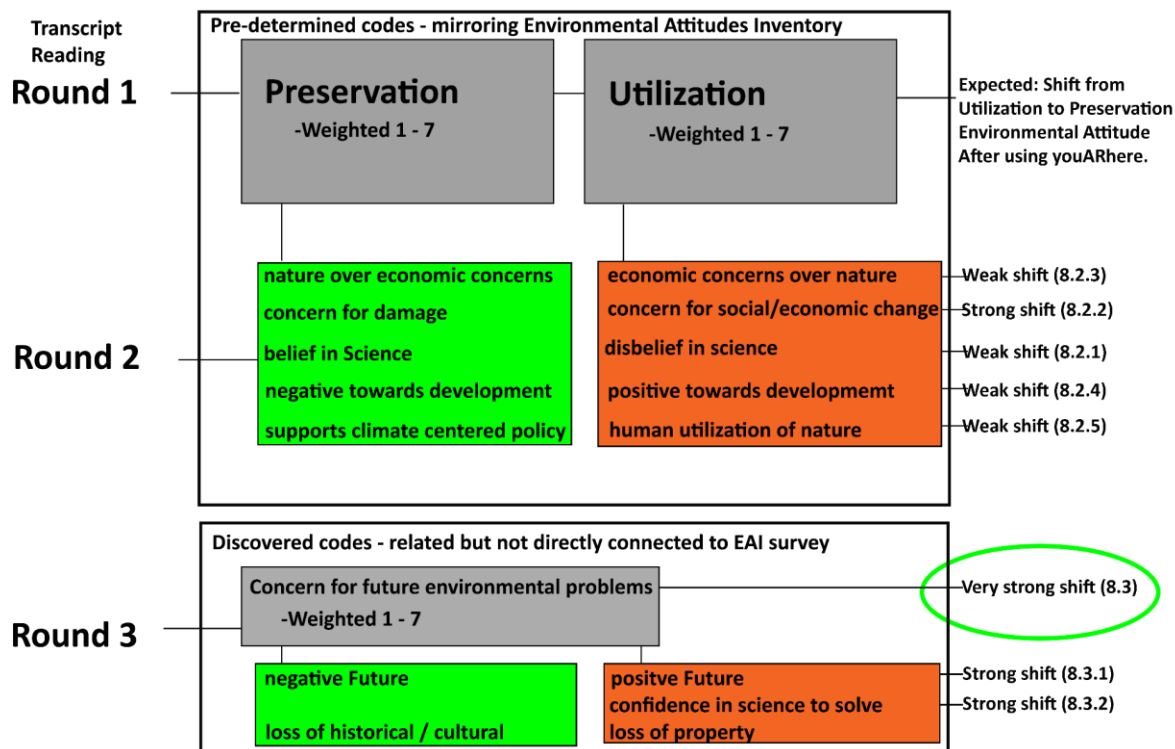 Transcript
Reading
Pre-determined codes - mirroring Environmental Attitudes Inventory
Round 1
Preservation
-Weighted 1 - 7
Utilization
-Weighted 1 - 7
Expected: Shift from
Utilization to Preservation
Environmental Attitude
After using youARhere.
Round 2
nature over economic concerns
concern for damage
belief in Science
negative towards development
supports climate centered policy
economic concerns over nature
concern for social/economic change
disbelief in science
positive towards developmemt
human utilization of nature
Weak shift (8.2.3)
Strong shift (8.2.2)
Weak shift (8.2.1)
Weak shift (8.2.4)
Weak shift (8.2.5)
Discovered codes - related but not directly connected to EAI survey
Round 3
Concern for future environmental problems
-Weighted 1 - 7
Very strong shift (8.3)
negative Future
loss of historical / cultural
positve Future
confidence in science to solve
loss of property
Strong shift (8.3.1)
Strong shift (8.3.2)